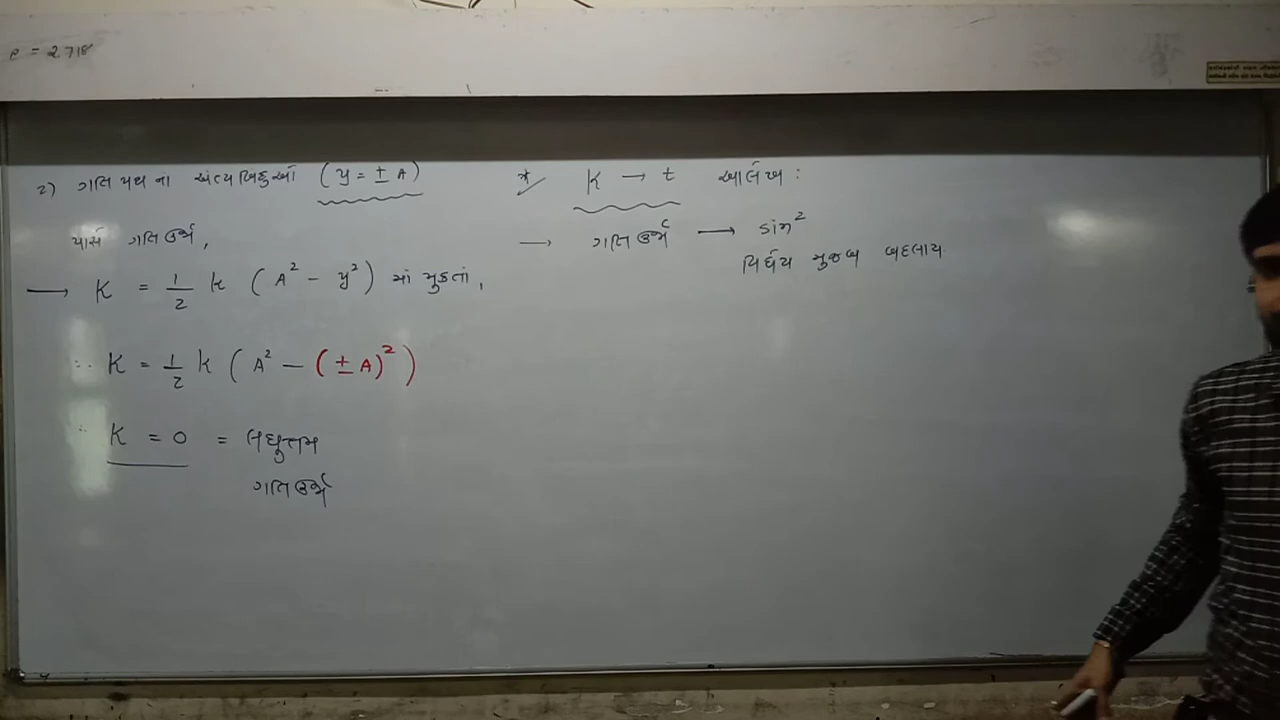 e = 2.718
2) ગતિ પથ ના અંત્યબિંદુઓ (y = ± A)
પાસે ગતિઊર્જા,
→ K = 1/2 k (A² - y²) માં મુકતાં,
∴ K = 1/2 k (A² - (± A)²)
∴ K = 0 = લઘુત્તમ
ગતિઊર્જા
* K → t આલેખ :
→ ગતિઊર્જા → sin²
વિધેય મુજબ બદલાય